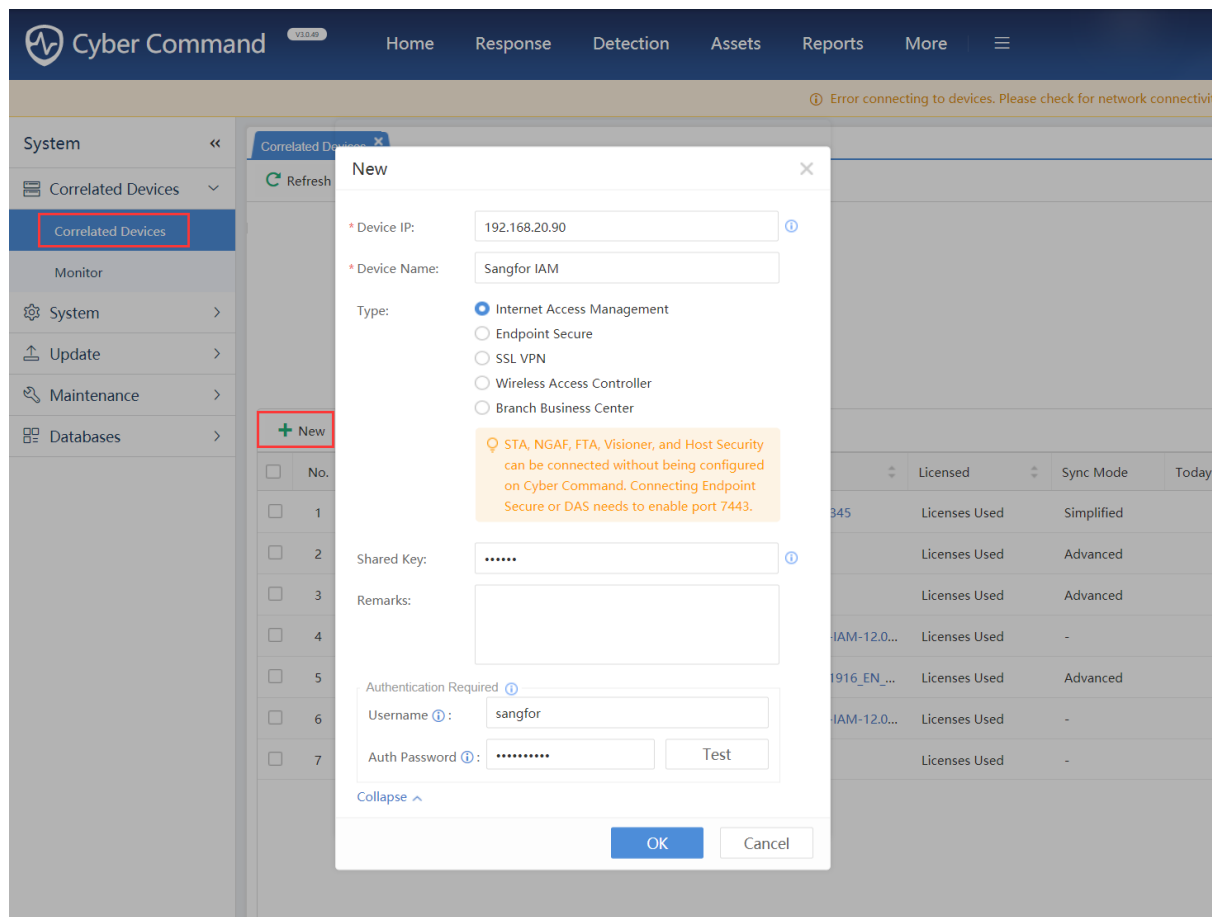 Cyber Command V3.0.49 Home Response Detection Assets Reports More
Error connecting to devices. Please check for network
System
Correlated Devices
Correlated Devices
Monitor
System
Update
Maintenance
Databases
Correlated
Refresh
New
* Device IP: 192.168.20.90
* Device Name: Sangfor IAM
Type: Internet Access Management
Endpoint Secure
SSL VPN
Wireless Access Controller
Branch Business Center
STA, NGAF, FTA, Visioner, and Host Security
can be connected without being configured
on Cyber Command. Connecting Endpoint
Secure or DAS needs to enable port 7443.
Shared Key: ••••••
Remarks:
Authentication Required
Username : sangfor
Auth Password : •••••••••• Test
Collapse
OK Cancel
New
No. Licensed Sync Mode Today
1 345 Licenses Used Simplified
2 Licenses Used Advanced
3 Licenses Used Advanced
4 -IAM-12.0... Licenses Used -
5 1916_EN_... Licenses Used Advanced
6 -IAM-12.0... Licenses Used -
7 Licenses Used -